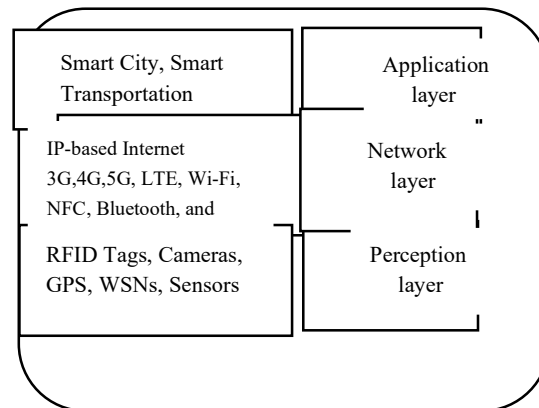 Smart City, Smart
Transportation
Application
layer
IP-based Internet
3G,4G,5G, LTE, Wi-Fi,
NFC, Bluetooth, and
Network
layer
RFID Tags, Cameras,
GPS, WSNs, Sensors
Perception
layer